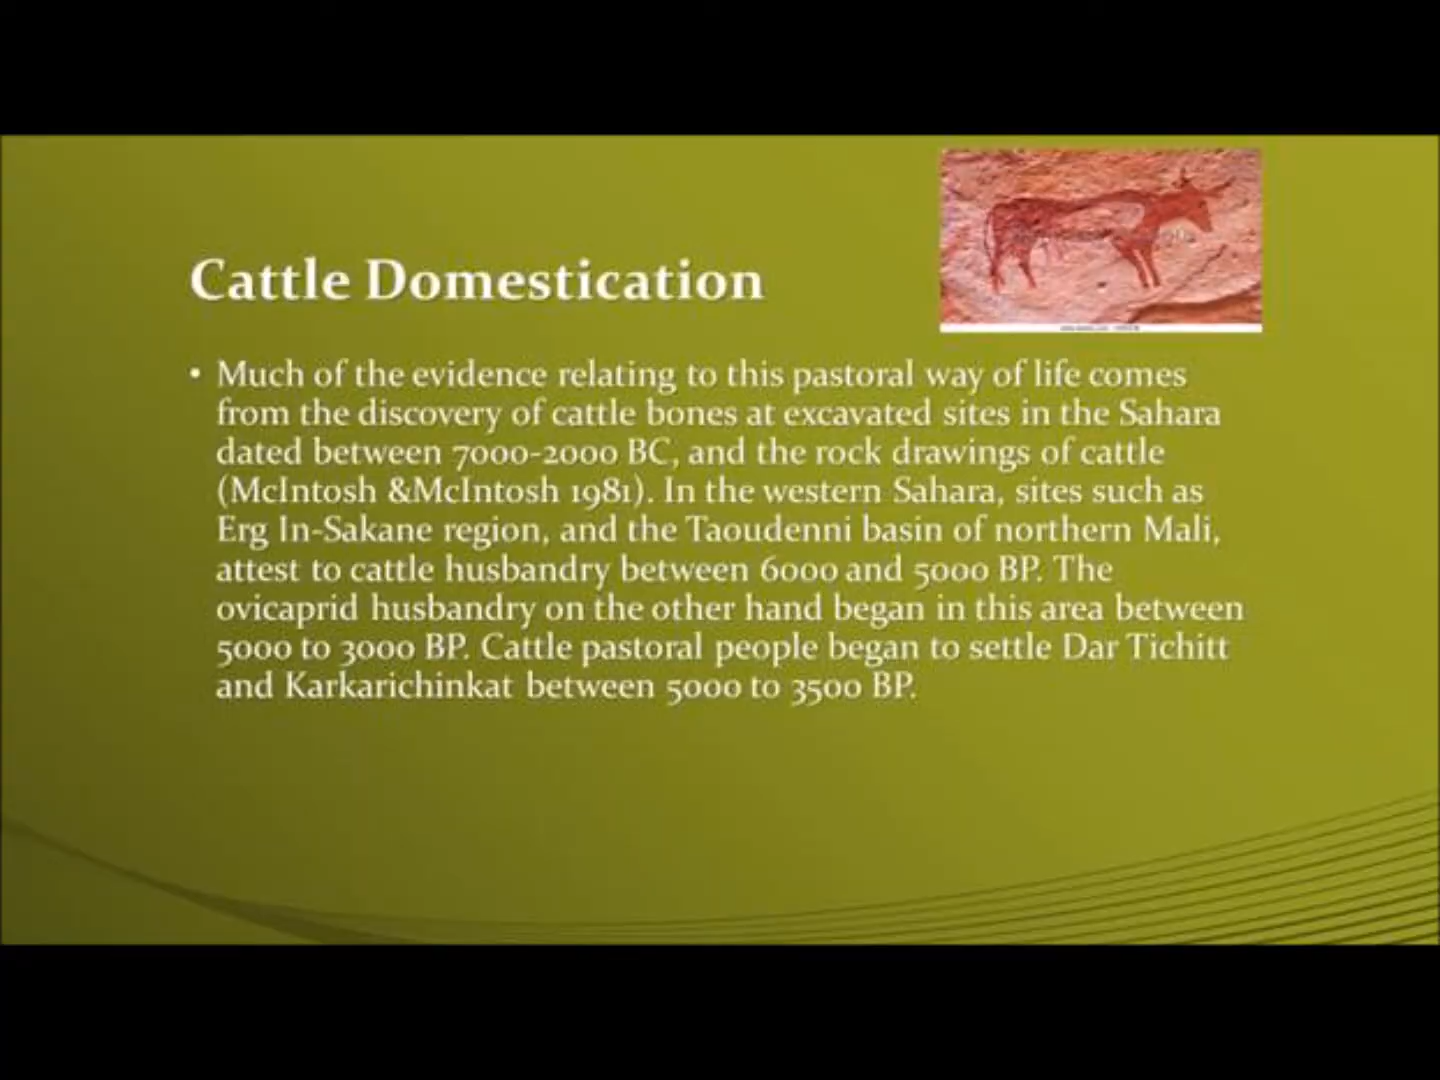 Cattle Domestication
• Much of the evidence relating to this pastoral way of life comes
from the discovery of cattle bones at excavated sites in the Sahara
dated between 7000-2000 BC, and the rock drawings of cattle
(McIntosh &McIntosh 1981). In the western Sahara, sites such as
Erg In-Sakane region, and the Taoudenni basin of northern Mali,
attest to cattle husbandry between 6000 and 5000 BP. The
ovicaprid husbandry on the other hand began in this area between
5000 to 3000 BP. Cattle pastoral people began to settle Dar Tichitt
and Karkarichinkat between 5000 to 3500 BP.